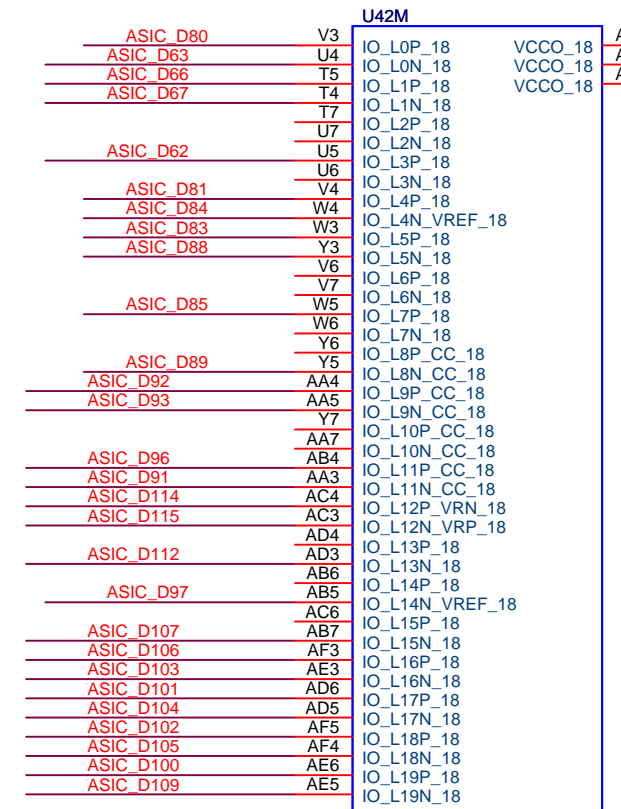 U42M
ASIC_D80 V3 IO_L0P_18 VCCO_18 A
ASIC_D63 U4 IO_L0N_18 VCCO_18 A
ASIC_D66 T5 IO_L1P_18 VCCO_18 A
ASIC_D67 T4 IO_L1N_18
T7 IO_L2P_18
U7 IO_L2N_18
ASIC_D62 U5 IO_L3P_18
U6 IO_L3N_18
ASIC_D81 V4 IO_L4P_18
ASIC_D84 W4 IO_L4N_VREF_18
ASIC_D83 W3 IO_L5P_18
ASIC_D88 Y3 IO_L5N_18
V6 IO_L6P_18
V7 IO_L6N_18
ASIC_D85 W5 IO_L7P_18
W6 IO_L7N_18
Y6 IO_L8P_CC_18
ASIC_D89 Y5 IO_L8N_CC_18
ASIC_D92 AA4 IO_L9P_CC_18
ASIC_D93 AA5 IO_L9N_CC_18
Y7 IO_L10P_CC_18
AA7 IO_L10N_CC_18
ASIC_D96 AB4 IO_L11P_CC_18
ASIC_D91 AA3 IO_L11N_CC_18
ASIC_D114 AC4 IO_L12P_VRN_18
ASIC_D115 AC3 IO_L12N_VRP_18
AD4 IO_L13P_18
ASIC_D112 AD3 IO_L13N_18
AB6 IO_L14P_18
ASIC_D97 AB5 IO_L14N_VREF_18
AC6 IO_L15P_18
ASIC_D107 AB7 IO_L15N_18
ASIC_D106 AF3 IO_L16P_18
ASIC_D103 AE3 IO_L16N_18
ASIC_D101 AD6 IO_L17P_18
ASIC_D104 AD5 IO_L17N_18
ASIC_D102 AF5 IO_L18P_18
ASIC_D105 AF4 IO_L18N_18
ASIC_D100 AE6 IO_L19P_18
ASIC_D109 AE5 IO_L19N_18